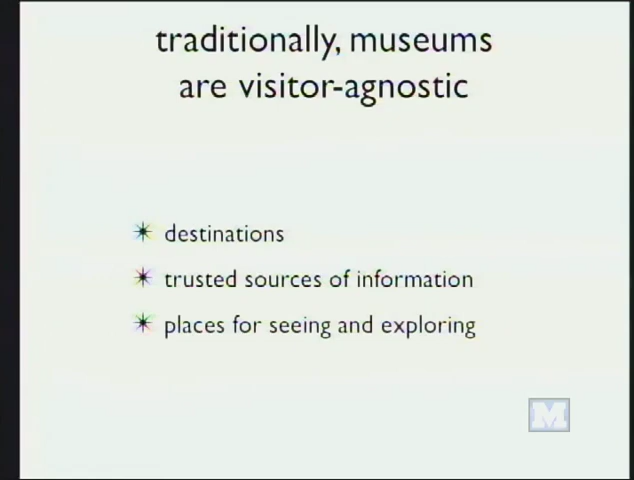 traditionally, museums
are visitor-agnostic
destinations
trusted sources of information
places for seeing and exploring
M